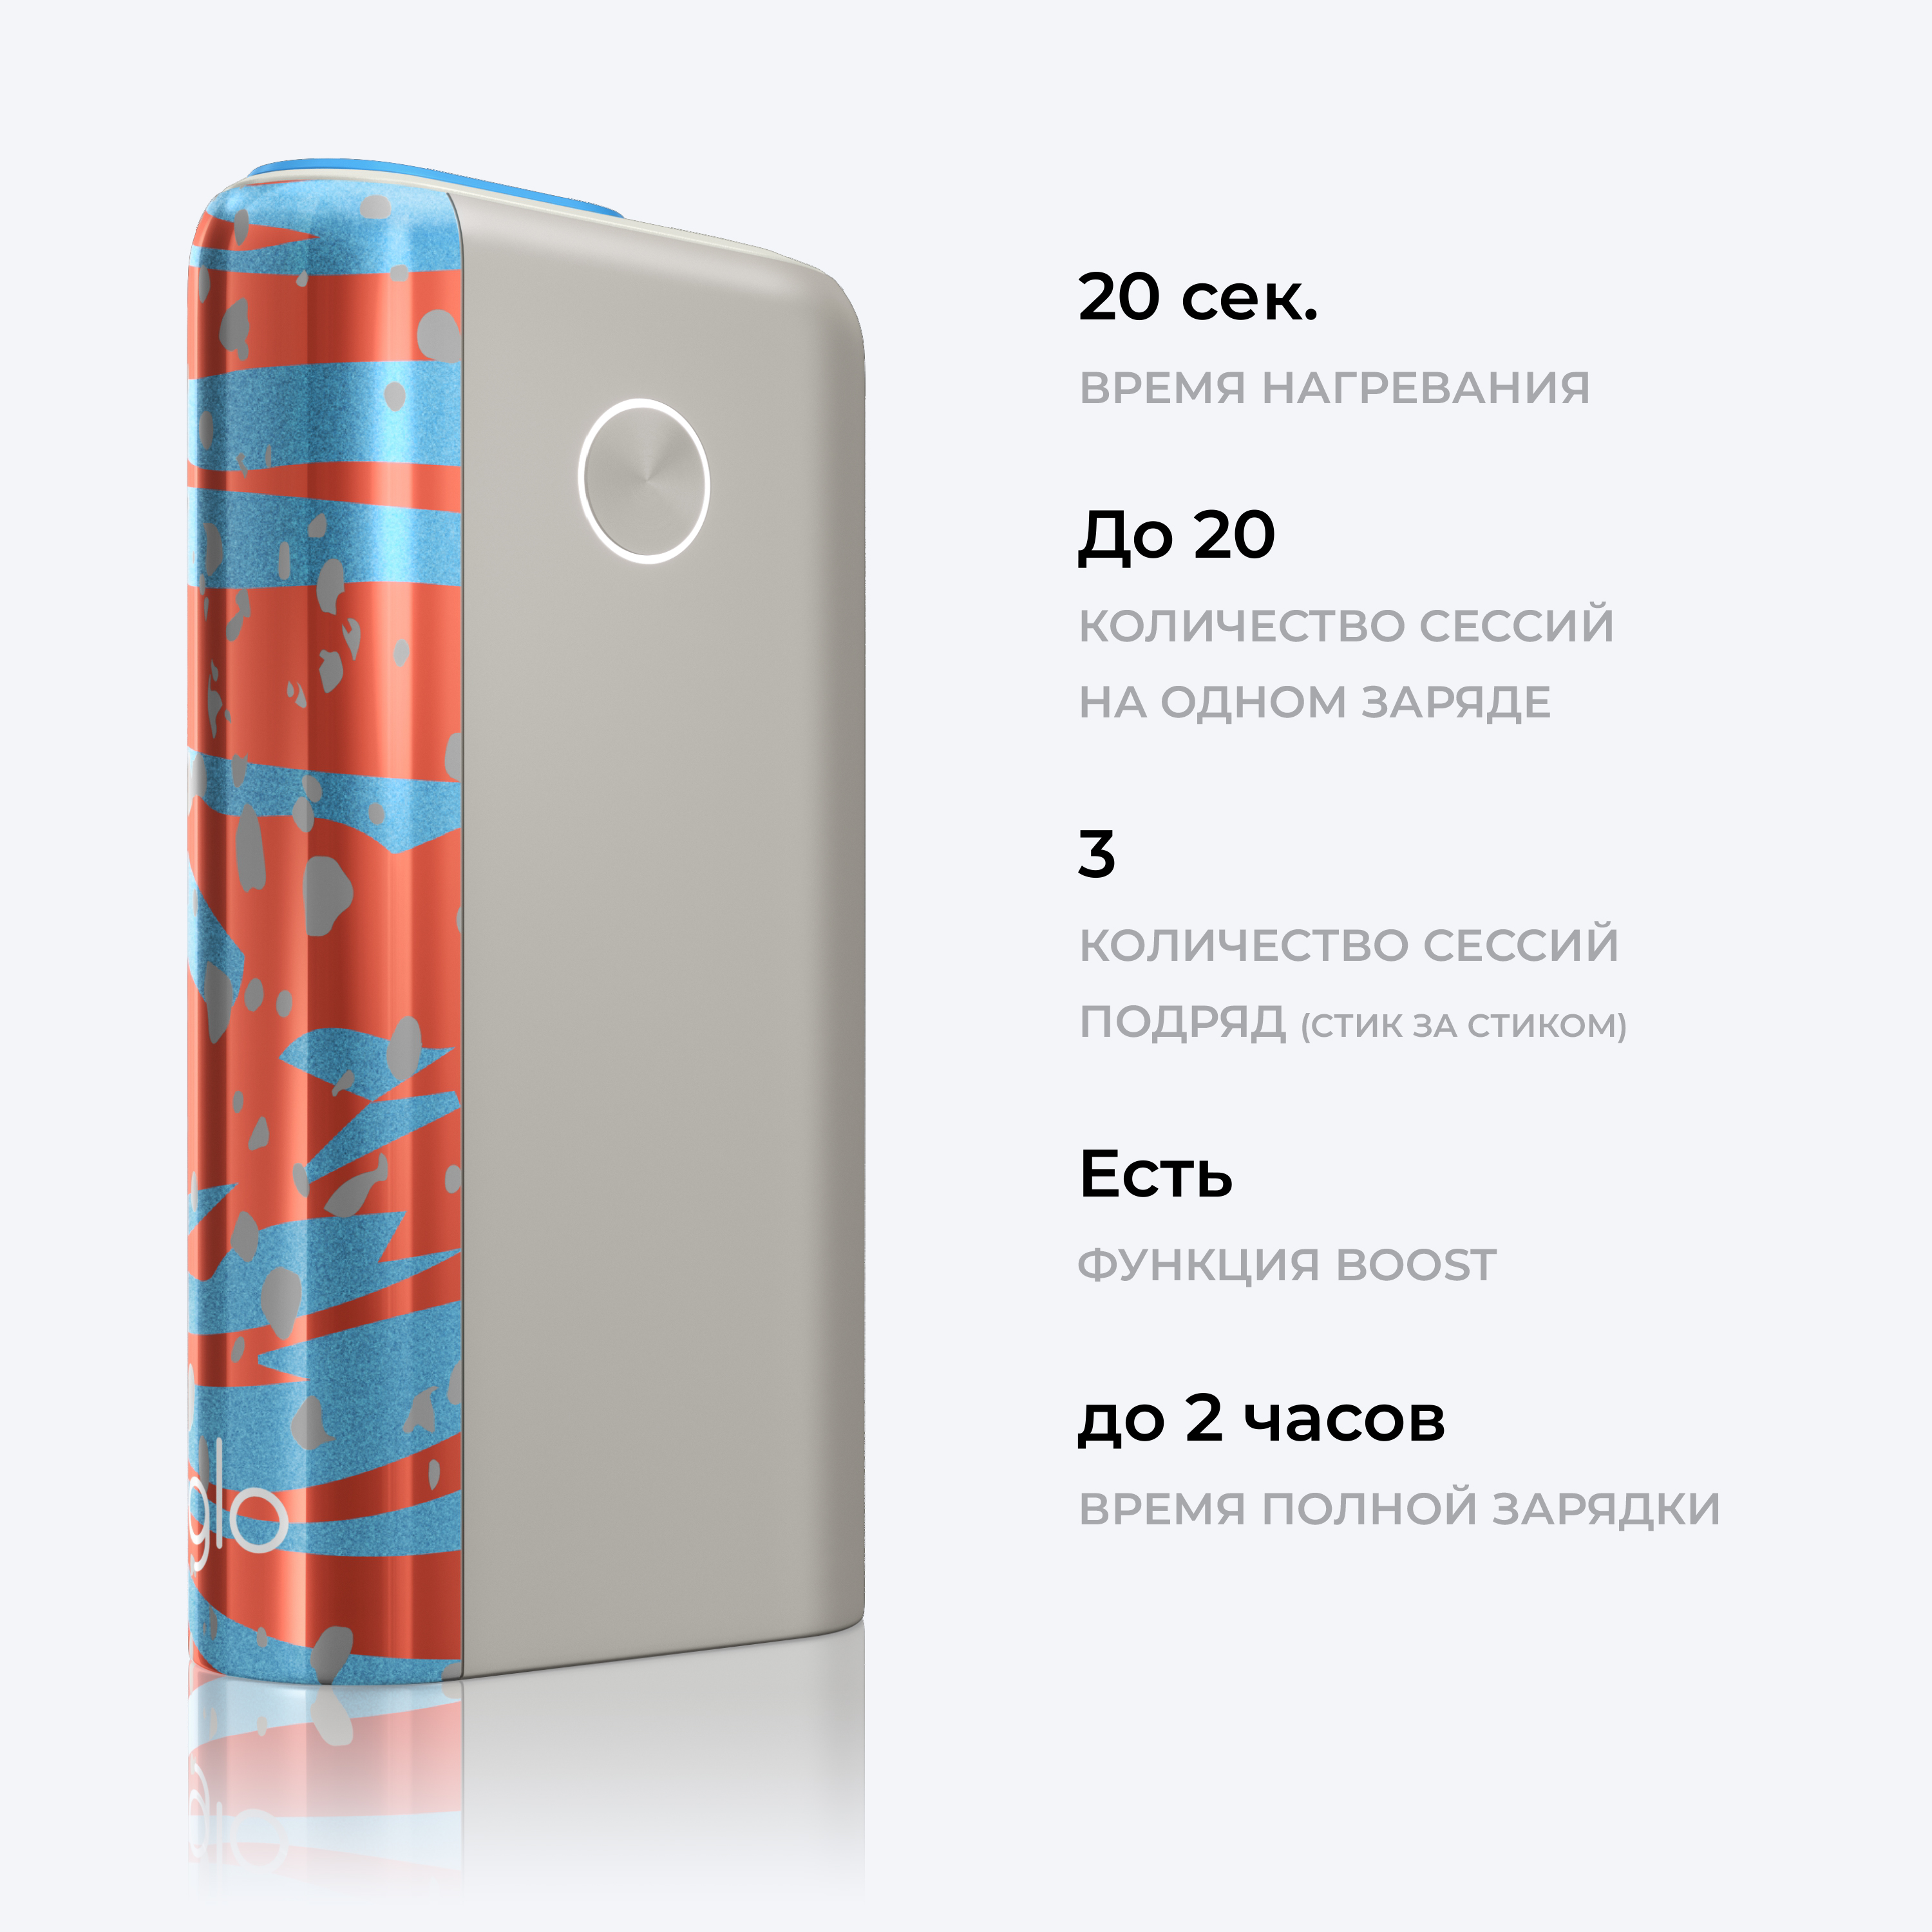 20 сек.
ВРЕМЯ НАГРЕВАНИЯ
До 20
КОЛИЧЕСТВО СЕССИЙ
НА ОДНОМ ЗАРЯДЕ
3
КОЛИЧЕСТВО СЕССИЙ
ПОДРЯД (СТИК ЗА СТИКОМ)
Есть
ФУНКЦИЯ BOOST
до 2 часов
ВРЕМЯ ПОЛНОЙ ЗАРЯДКИ
glo